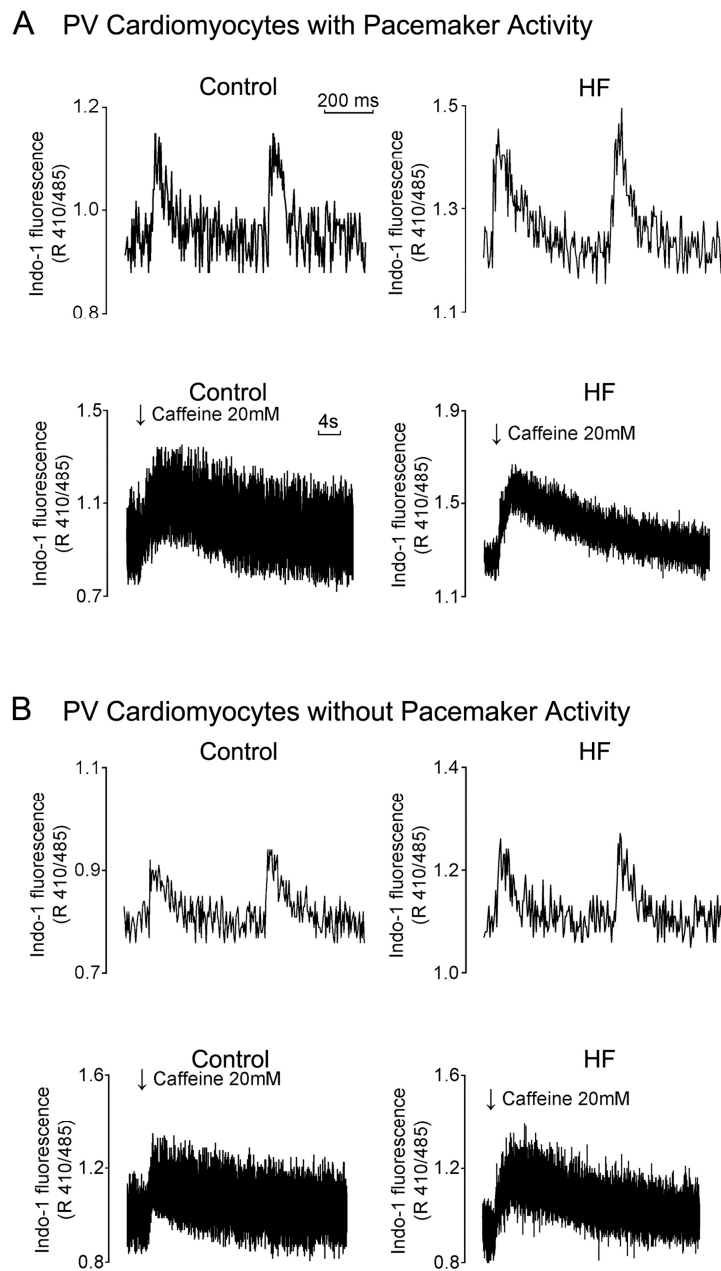 A PV Cardiomyocytes with Pacemaker Activity
Control
HF
200 ms
Indo-1 fluorescence
(R 410/485)
1.2
1.0
0.8
Indo-1 fluorescence
(R 410/485)
1.5
1.3
1.1
Control
HF
↓ Caffeine 20mM
4s
Indo-1 fluorescence
(R 410/485)
1.5
1.1
0.7
↓ Caffeine 20mM
Indo-1 fluorescence
(R 410/485)
1.9
1.5
1.1
B PV Cardiomyocytes without Pacemaker Activity
Control
HF
Indo-1 fluorescence
(R 410/485)
1.1
0.9
0.7
Indo-1 fluorescence
(R 410/485)
1.4
1.2
1.0
Control
HF
↓ Caffeine 20mM
Indo-1 fluorescence
(R 410/485)
1.6
1.2
0.8
↓ Caffeine 20mM
Indo-1 fluorescence
(R 410/485)
1.6
1.2
0.8